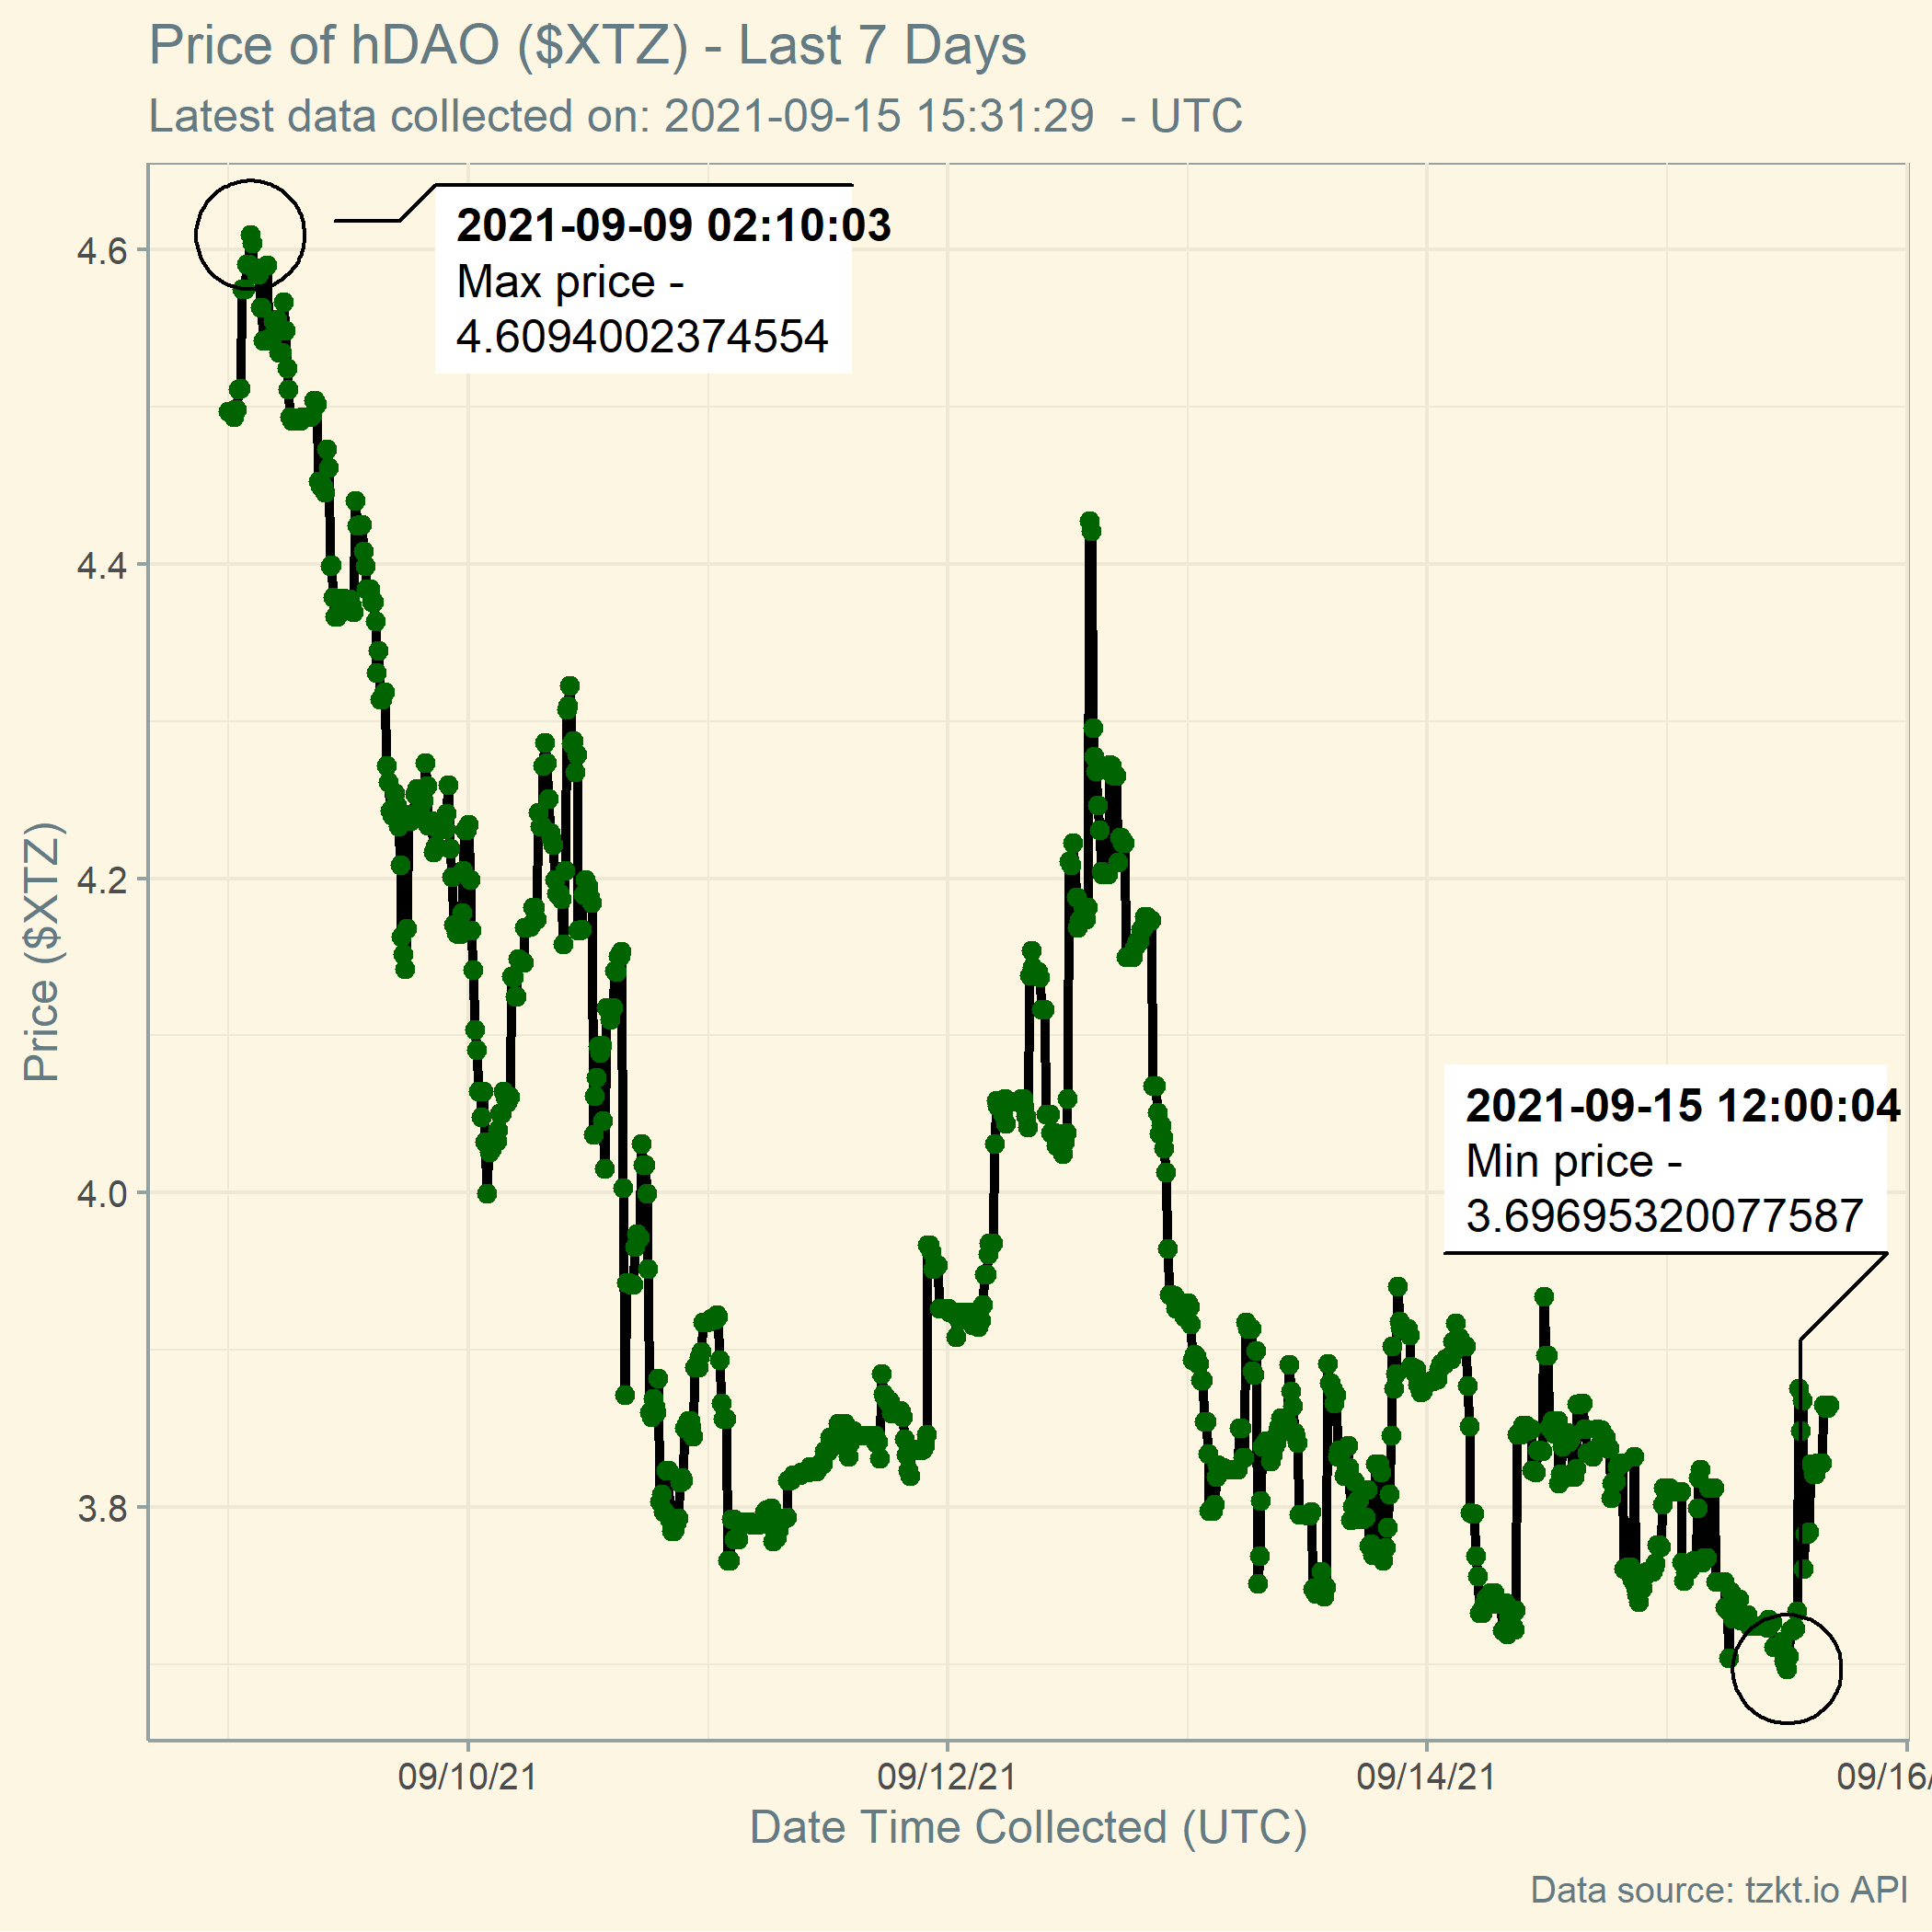 Price of hDAO ($XTZ) - Last 7 Days
Latest data collected on: 2021-09-15 15:31:29  - UTC
2021-09-09 02:10:03
Max price -
4.6094002374554
4.6
4.4
4.2
4.0
3.8
Price ($XTZ)
2021-09-15 12:00:04
Min price -
3.69695320077587
09/10/21
09/12/21
09/14/21
09/16/
Date Time Collected (UTC)
Data source: tzkt.io API